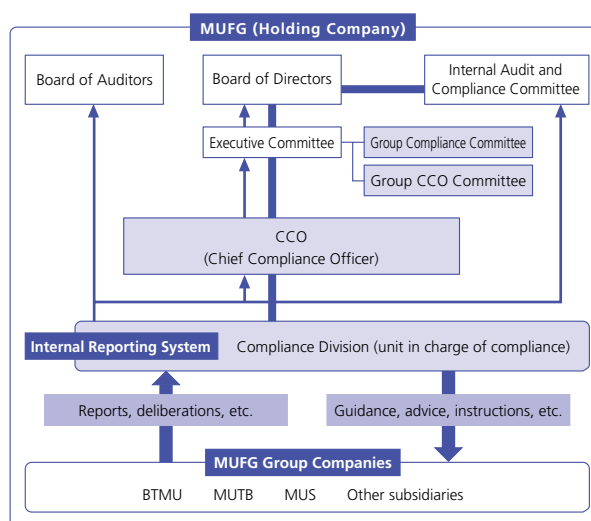 MUFG (Holding Company)
Board of Auditors
Board of Directors
Internal Audit and
Compliance Committee
Executive Committee
Group Compliance Committee
Group CCO Committee
CCO
(Chief Compliance Officer)
Internal Reporting System
Compliance Division (unit in charge of compliance)
Reports, deliberations, etc.
Guidance, advice, instructions, etc.
MUFG Group Companies
BTMU MUTB MUS Other subsidiaries